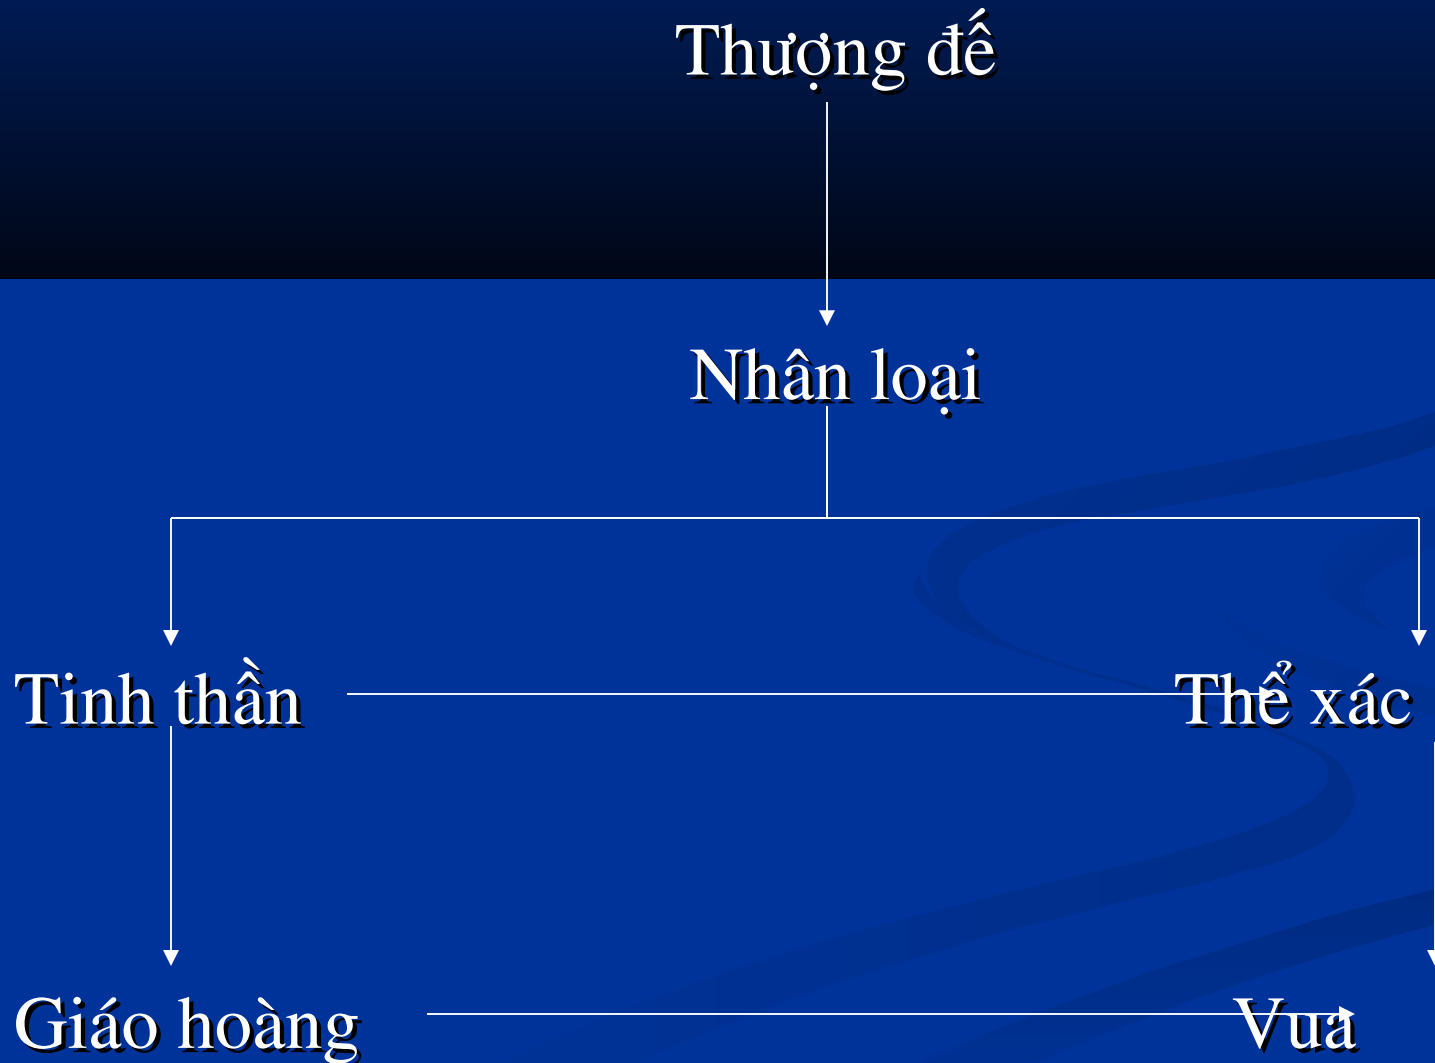 Thượng đế
Nhân loại
Tinh thần
Thể xác
Giáo hoàng
Vua